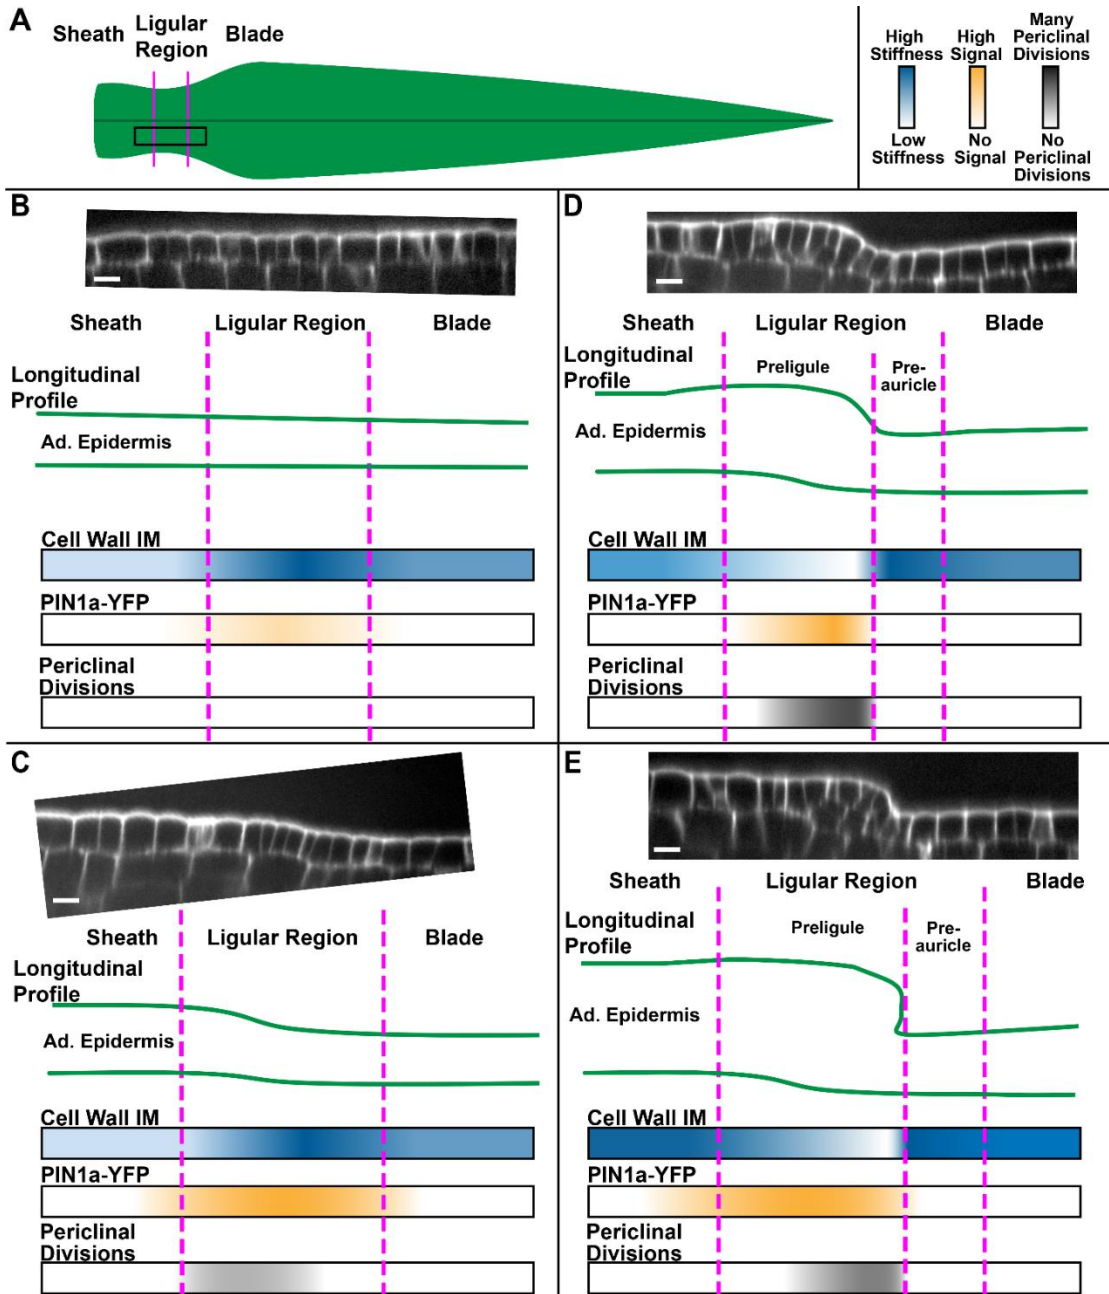 A
Sheath
Ligular
Region
Blade
High
Stiffness
High
Signal
Many
Periclinal
Divisions
Low
Stiffness
No
Signal
No
Periclinal
Divisions
B
Sheath
Ligular Region
Blade
Longitudinal
Profile
Ad. Epidermis
Cell Wall IM
PIN1a-YFP
Periclinal
Divisions
D
Sheath
Ligular Region
Blade
Longitudinal
Profile
Preligule
Pre-
auricle
Ad. Epidermis
Cell Wall IM
PIN1a-YFP
Periclinal
Divisions
C
Sheath
Ligular Region
Blade
Longitudinal
Profile
Ad. Epidermis
Cell Wall IM
PIN1a-YFP
Periclinal
Divisions
E
Sheath
Ligular Region
Blade
Longitudinal
Profile
Preligule
Pre-
auricle
Ad. Epidermis
Cell Wall IM
PIN1a-YFP
Periclinal
Divisions